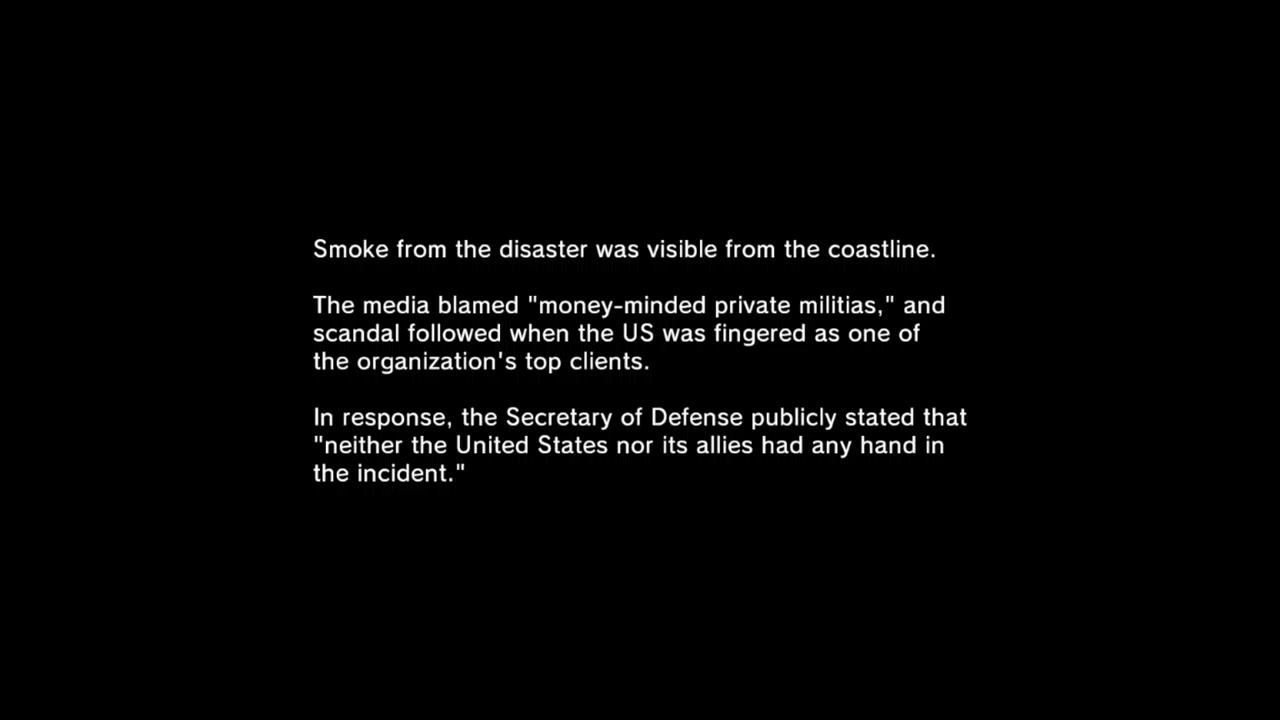 Smoke from the disaster was visible from the coastline.
The media blamed "money-minded private militias," and
scandal followed when the US was fingered as one of
the organization's top clients.
In response, the Secretary of Defense publicly stated that
"neither the United States nor its allies had any hand in
the incident."